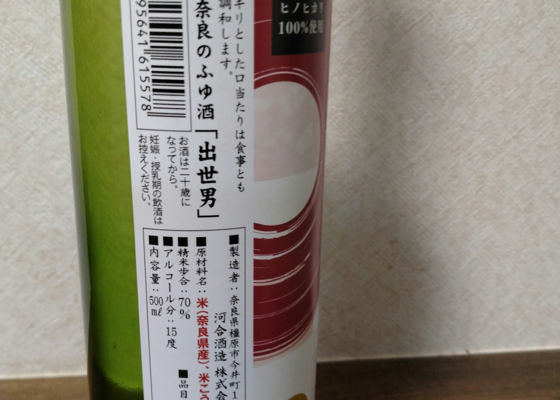 ヒノヒカリ
100%使用
キリとした口当たりは食事とも
調和します。
奈良のふゆ酒「出世男」
95641615578
お酒は二十歳に
なってから。
妊娠・授乳期の飲酒は
お控えください。
■製造者：奈良県橿原市今井町1
河合酒造 株式会
■原材料名：米(奈良県産)、米こう
■精米歩合：70% ■品目
■アルコール分：15度
■内容量：500㎖